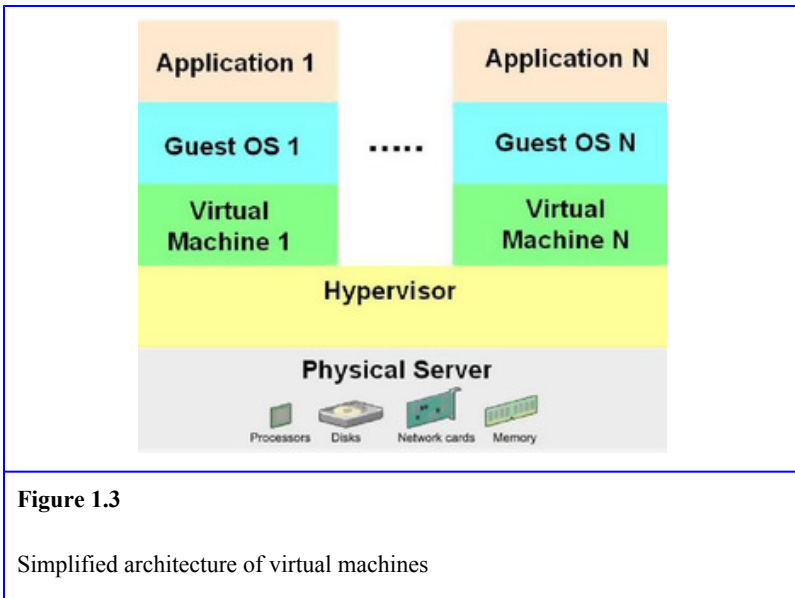 Application 1
Application N
Guest OS 1
.....
Guest OS N
Virtual
Machine 1
Virtual
Machine N
Hypervisor
Physical Server
Processors
Disks
Network cards
Memory
Figure 1.3
Simplified architecture of virtual machines